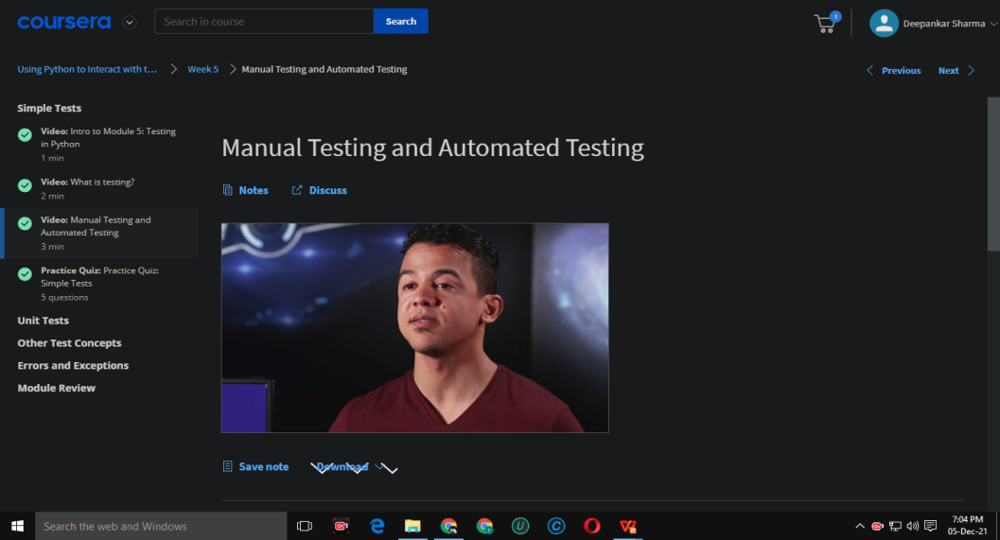 coursera
Search in course
Search
1
Deepankar Sharma
Using Python to Interact with t...
Week 5
Manual Testing and Automated Testing
Previous
Next
Simple Tests
Video: Intro to Module 5: Testing
in Python
1 min
Video: What is testing?
2 min
Video: Manual Testing and
Automated Testing
3 min
Practice Quiz: Practice Quiz:
Simple Tests
5 questions
Unit Tests
Other Test Concepts
Errors and Exceptions
Module Review
Manual Testing and Automated Testing
Notes
Discuss
Save note
Download
Search the web and Windows
7:04 PM
05-Dec-21